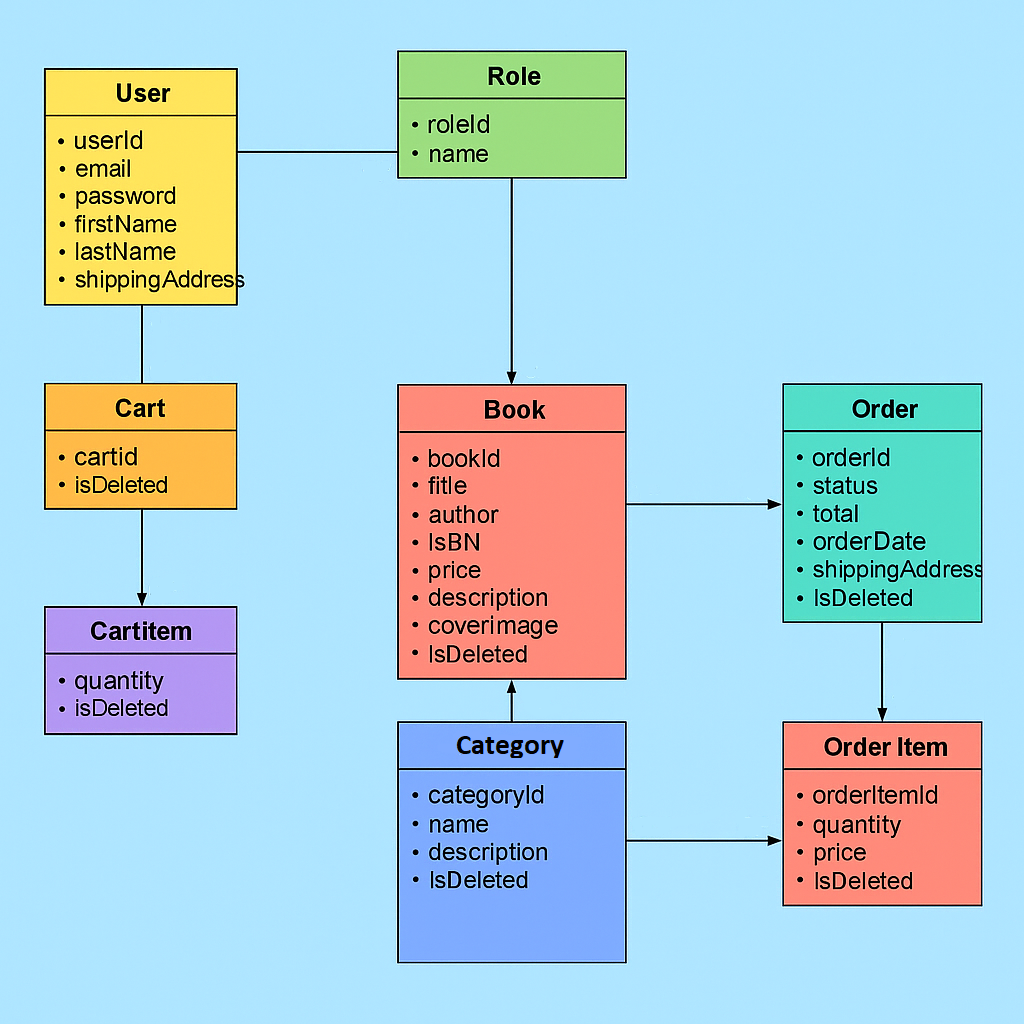 User
• userId
• email
• password
• firstName
• lastName
• shippingAddress
Role
• roleId
• name
Cart
• cartid
• isDeleted
Cartitem
• quantity
• isDeleted
Book
• bookId
• fitle
• author
• IsBN
• price
• description
• coverimage
• IsDeleted
Order
• orderId
• status
• total
• orderDate
• shippingAddress
• IsDeleted
Category
• categoryId
• name
• description
• IsDeleted
Order Item
• orderItemId
• quantity
• price
• IsDeleted